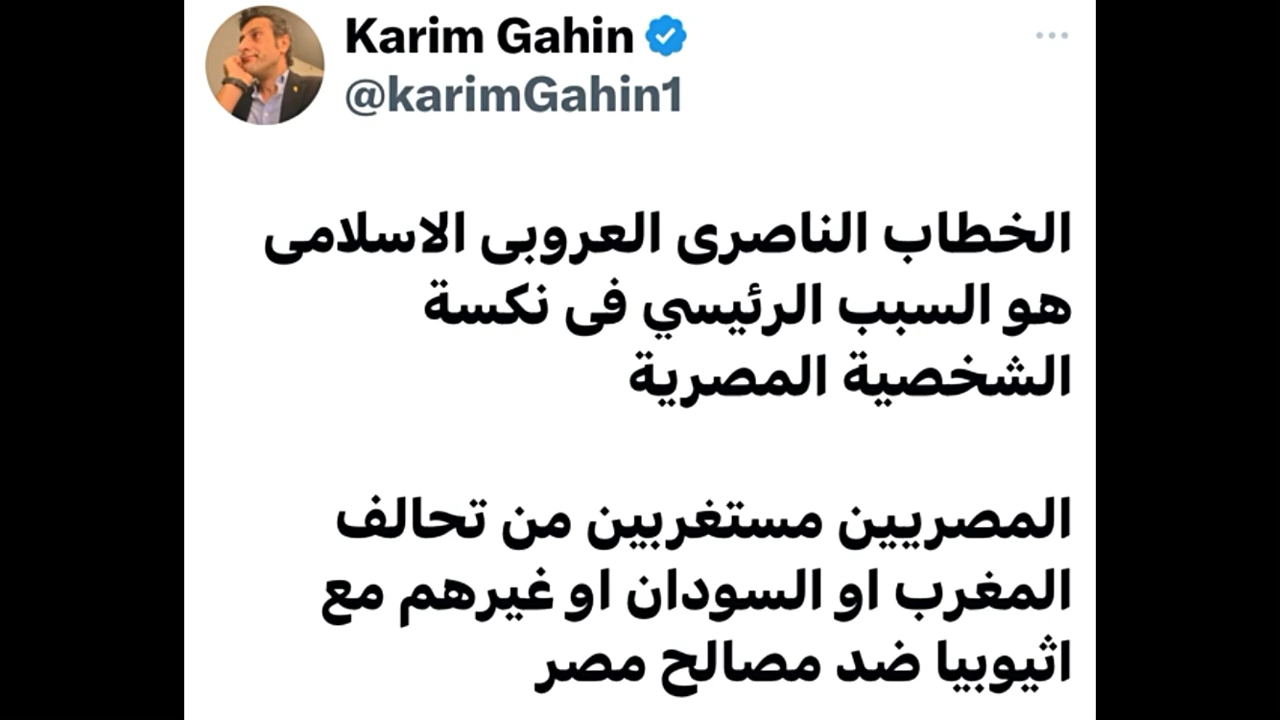 Karim Gahin
@karimGahin1
الخطاب الناصرى العروبى الاسلامى
هو السبب الرئيسي فى نكسة
الشخصية المصرية
المصريين مستغربين من تحالف
المغرب او السودان او غيرهم مع
اثيوبيا ضد مصالح مصر